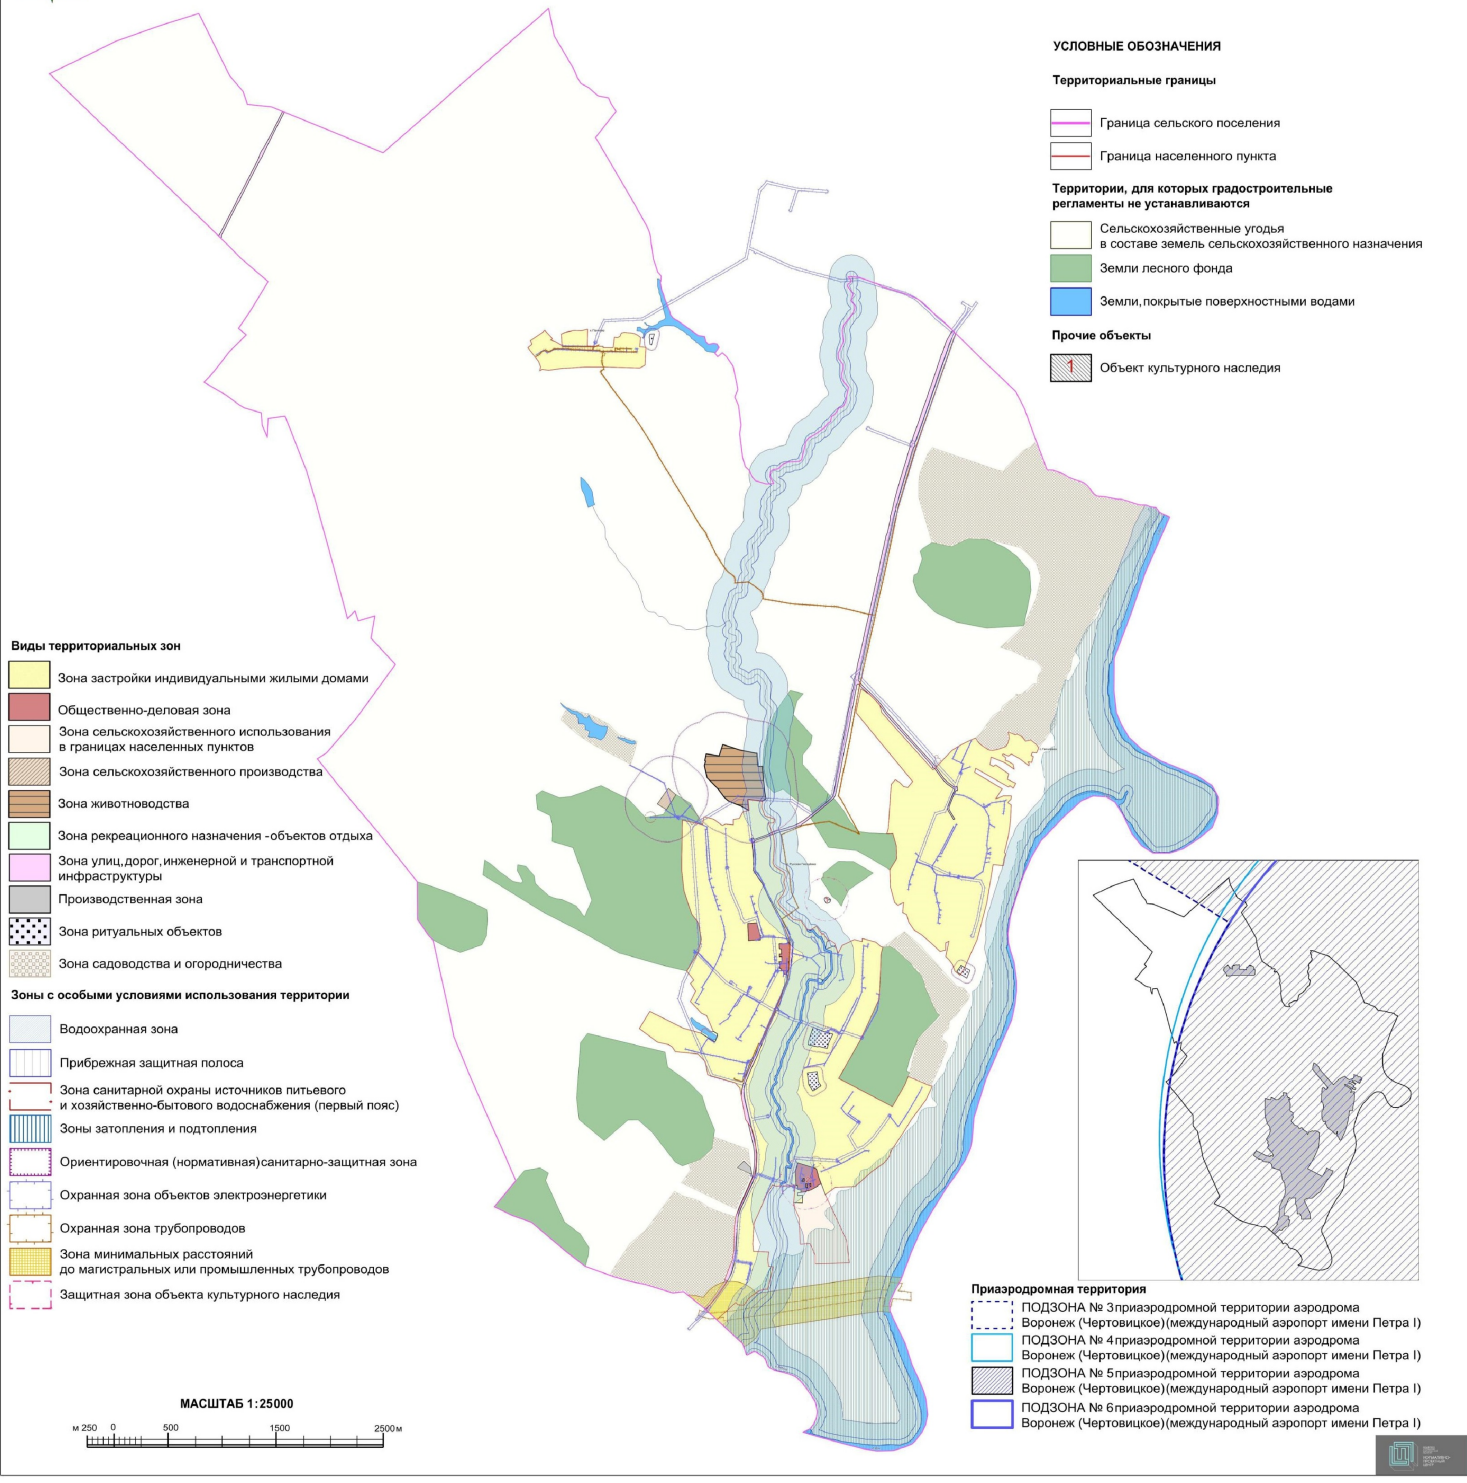 УСЛОВНЫЕ ОБОЗНАЧЕНИЯ
Территориальные границы
Граница сельского поселения
Граница населенного пункта
Территории, для которых градостроительные
регламенты не устанавливаются
Сельскохозяйственные угодья
в составе земель сельскохозяйственного назначения
Земли лесного фонда
Земли, покрытые поверхностными водами
Прочие объекты
1
Объект культурного наследия
Виды территориальных зон
Зона застройки индивидуальными жилыми домами
Общественно-деловая зона
Зона сельскохозяйственного использования
в границах населенных пунктов
Зона сельскохозяйственного производства
Зона животноводства
Зона рекреационного назначения -объектов отдыха
Зона улиц,дорог,инженерной и транспортной
инфраструктуры
Производственная зона
Зона ритуальных объектов
Зона садоводства и огородничества
Зоны с особыми условиями использования территории
Водоохранная зона
Прибрежная защитная полоса
Зона санитарной охраны источников питьевого
и хозяйственно-бытового водоснабжения (первый пояс)
Зоны затопления и подтопления
Ориентировочная (нормативная)санитарно-защитная зона
Охранная зона объектов электроэнергетики
Охранная зона трубопроводов
Зона минимальных расстояний
до магистральных или промышленных трубопроводов
Защитная зона объекта культурного наследия
Приаэродромная территория
ПОДЗОНА № 3приаэродромной территории аэродрома
Воронеж (Чертовицкое)(международный аэропорт имени Петра I)
ПОДЗОНА № 4приаэродромной территории аэродрома
Воронеж (Чертовицкое)(международный аэропорт имени Петра I)
ПОДЗОНА № 5приаэродромной территории аэродрома
Воронеж (Чертовицкое)(международный аэропорт имени Петра I)
ПОДЗОНА № 6приаэродромной территории аэродрома
Воронеж (Чертовицкое)(международный аэропорт имени Петра I)
МАСШТАБ 1:25000
м 250 0 500 1500 2500м